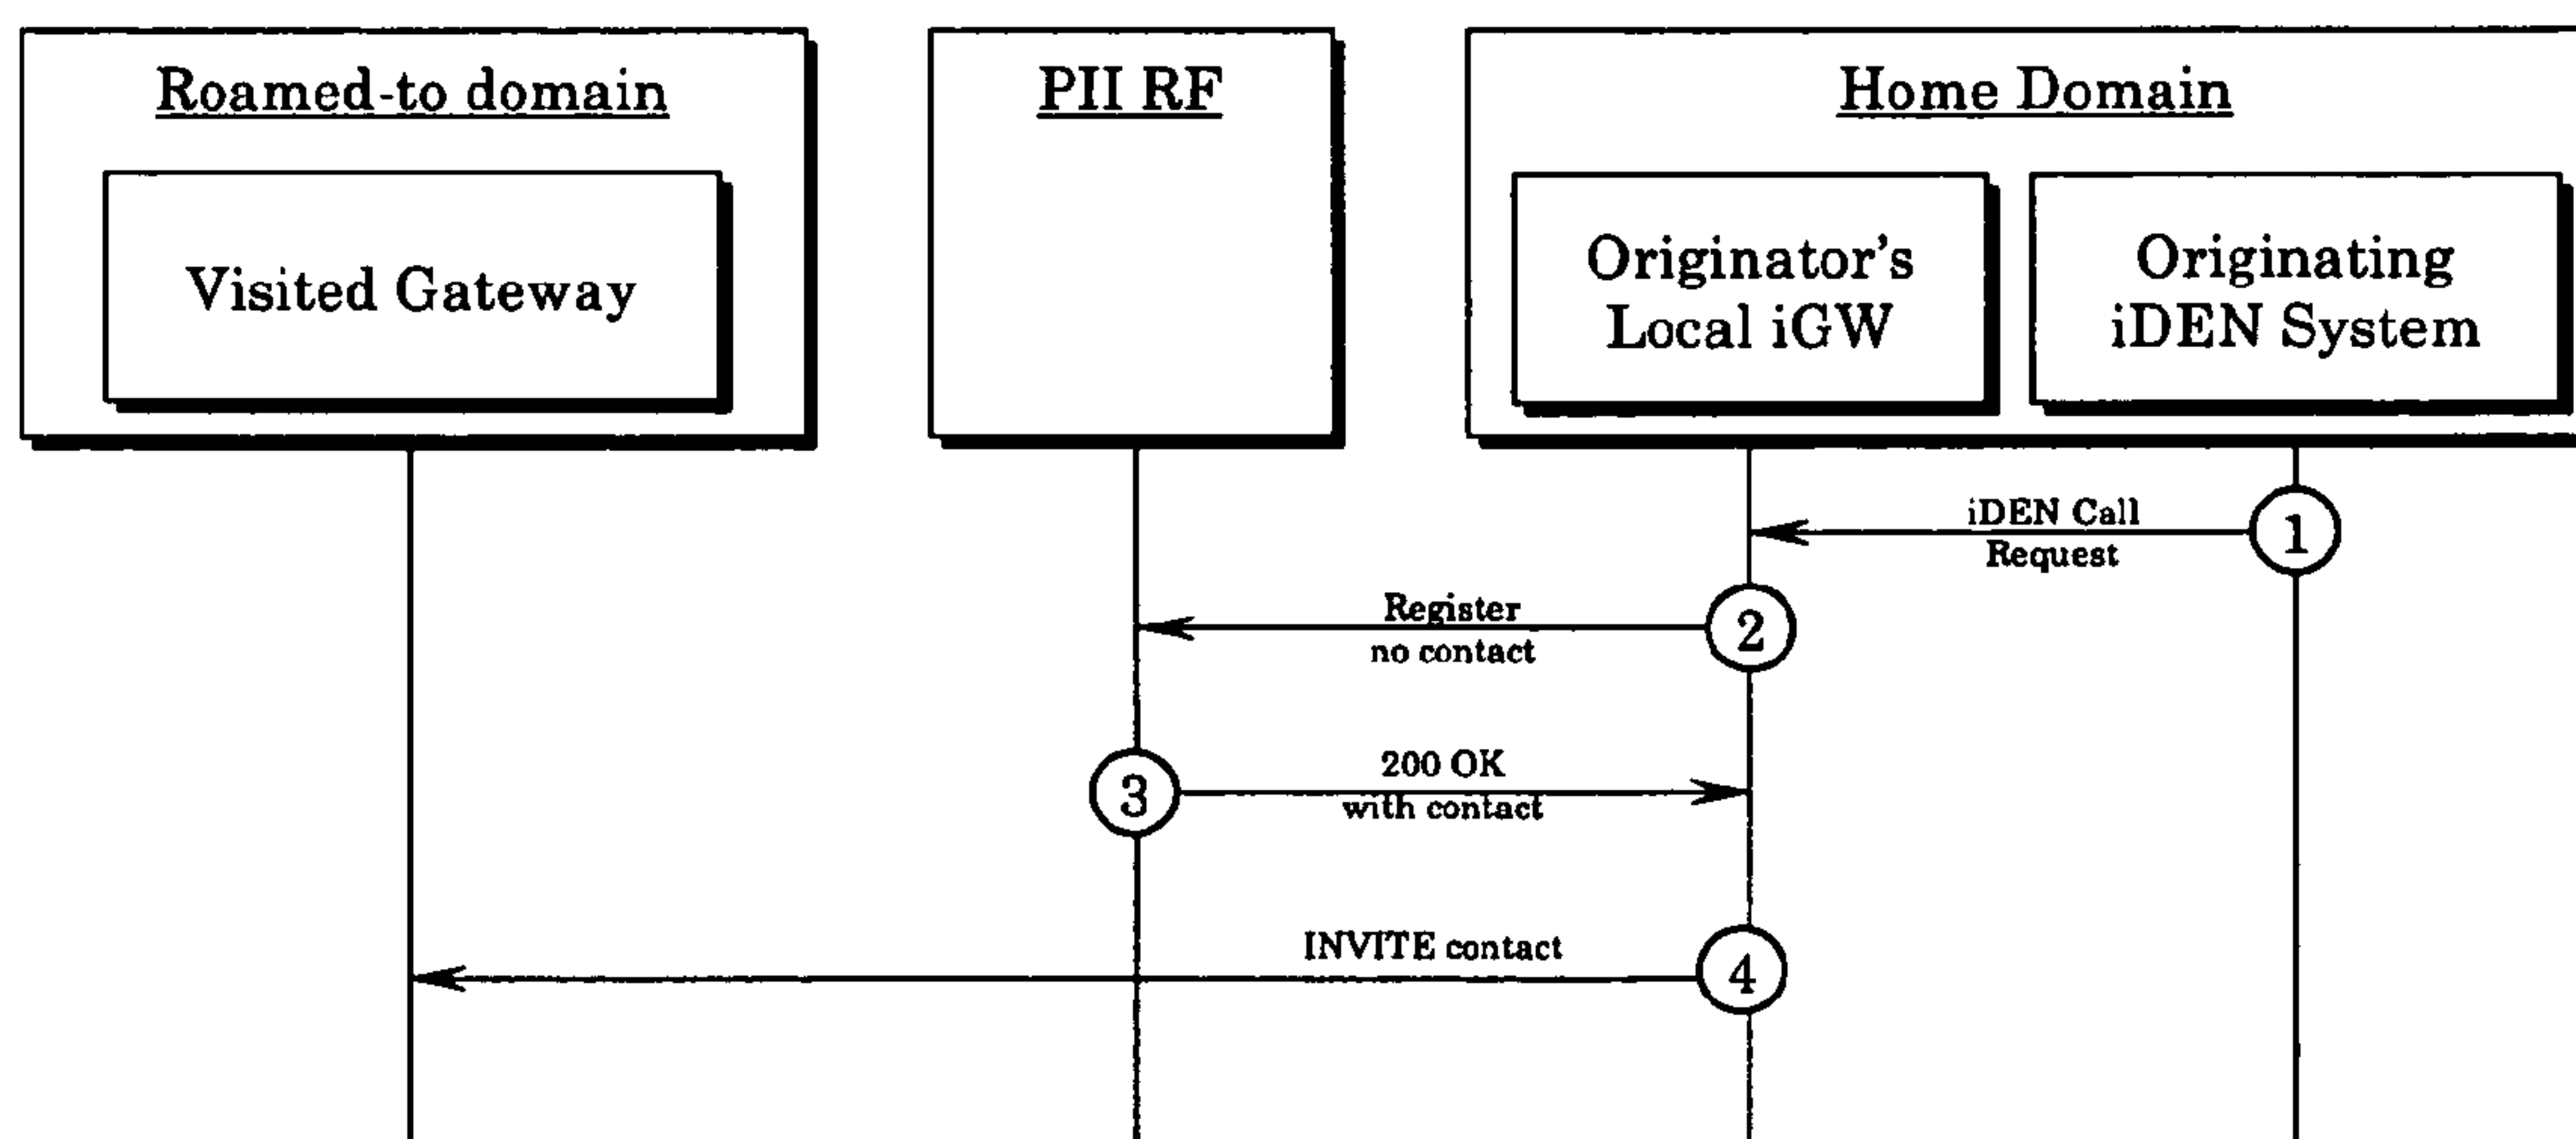 Roamed-to domain
PII RF
Home Domain
Visited Gateway
Originator's
Local iGW
Originating
iDEN System
iDEN Call
Request
1
Register
no contact
2
200 OK
with contact
3
INVITE contact
4